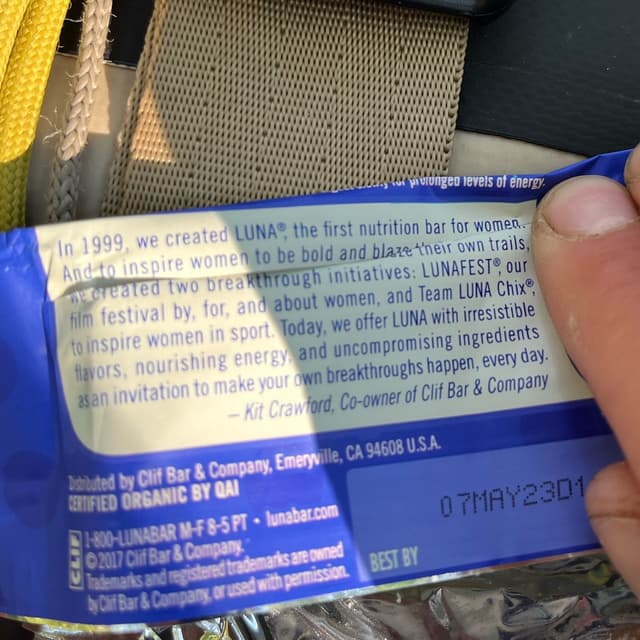 for prolonged levels of energy.
In 1999, we created LUNA®, the first nutrition bar for women.
And to inspire women to be bold and blaze their own trails,
we created two breakthrough initiatives: LUNAFEST®, our
film festival by, for, and about women, and Team LUNA Chix®,
to inspire women in sport. Today, we offer LUNA with irresistible
flavors, nourishing energy, and uncompromising ingredients
as an invitation to make your own breakthroughs happen, every day.
— Kit Crawford, Co-owner of Clif Bar & Company
Distributed by Clif Bar & Company, Emeryville, CA 94608 U.S.A.
CERTIFIED ORGANIC BY QAI
1-800-LUNABAR M-F 8-5 PT • lunabar.com
©2017 Clif Bar & Company.
Trademarks and registered trademarks are owned
by Clif Bar & Company, or used with permission.
CLIF
07MAY23D1
BEST BY